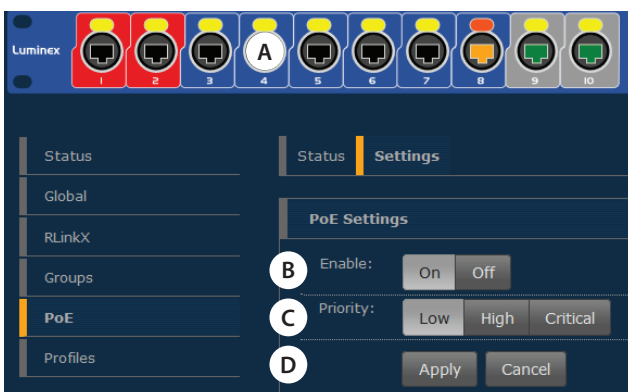 Luminex
A
1 2 3 4 5 6 7 8 9 10
Status
Global
RLinkX
Groups
PoE
Profiles
Status Settings
PoE Settings
B Enable: On Off
C Priority: Low High Critical
D Apply Cancel